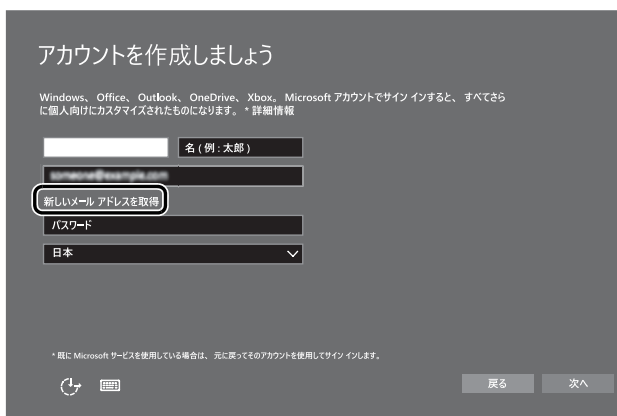 アカウントを作成しましょう
Windows、 Office、 Outlook、 OneDrive、 Xbox。 Microsoft アカウントでサイン インすると、 すべてさら
に個人向けにカスタマイズされたものになります。 * 詳細情報
名 ( 例 : 太郎 )
someone@example.com
新しいメール アドレスを取得
パスワード
日本
* 既に Microsoft サービスを使用している場合は、 元に戻ってそのアカウントを使用してサイン インします。
戻る 次へ